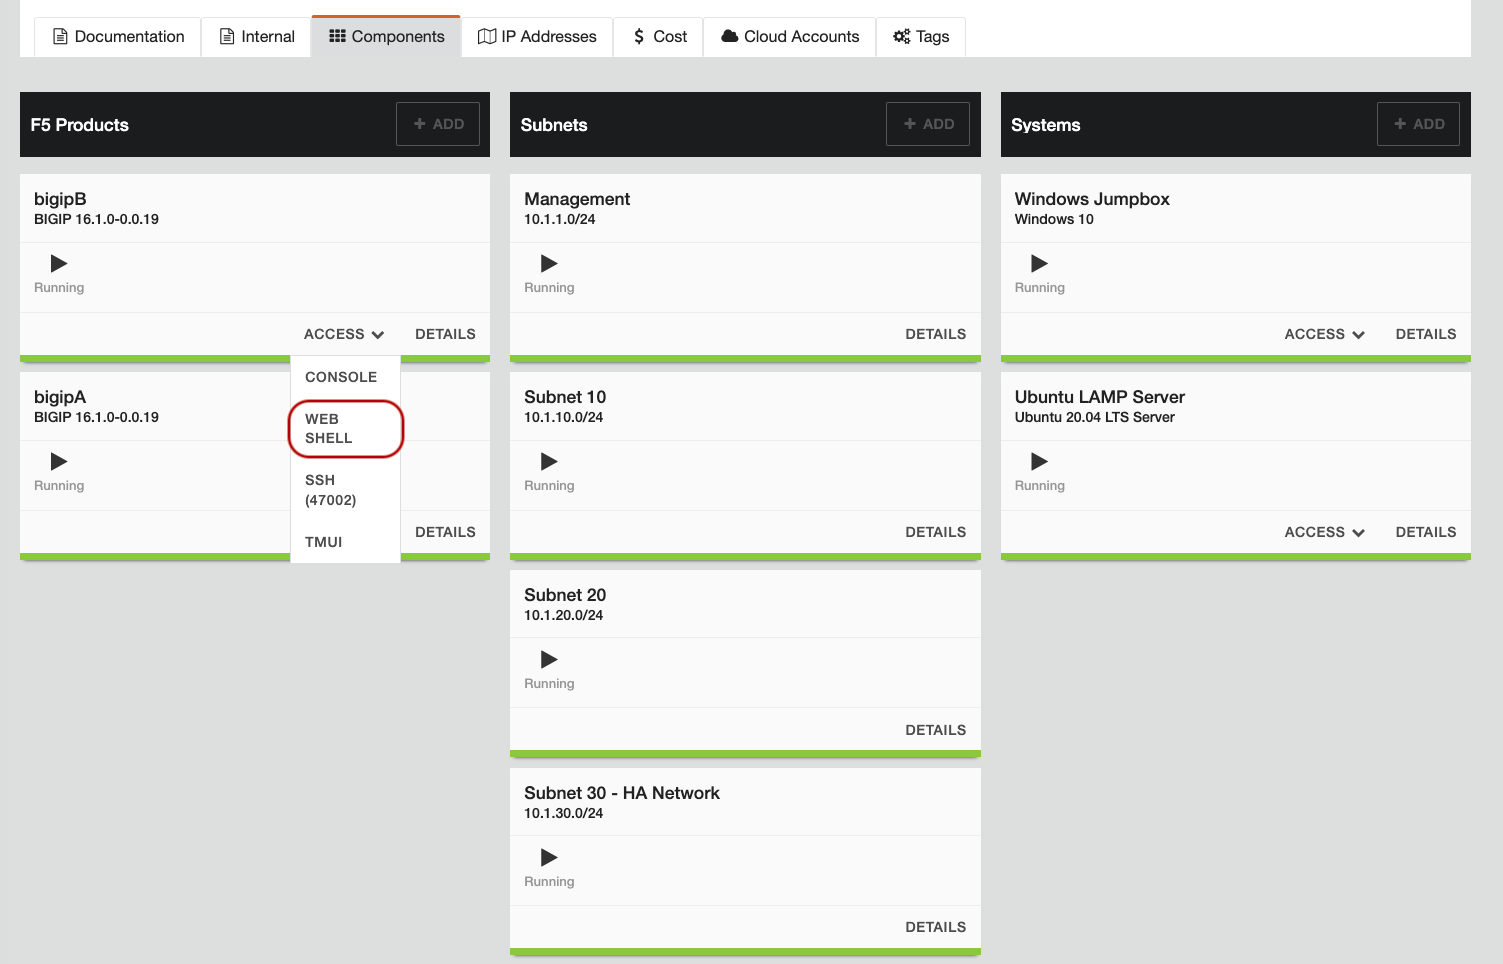 Documentation
Internal
Components
IP Addresses
$ Cost
Cloud Accounts
Tags
F5 Products
+ ADD
bigipB
BIGIP 16.1.0-0.0.19
Running
ACCESS
DETAILS
CONSOLE
WEB
SHELL
SSH
(47002)
TMUI
bigipA
BIGIP 16.1.0-0.0.19
Running
DETAILS
Subnets
+ ADD
Management
10.1.1.0/24
Running
DETAILS
Subnet 10
10.1.10.0/24
Running
DETAILS
Subnet 20
10.1.20.0/24
Running
DETAILS
Subnet 30 - HA Network
10.1.30.0/24
Running
DETAILS
Systems
+ ADD
Windows Jumpbox
Windows 10
Running
ACCESS
DETAILS
Ubuntu LAMP Server
Ubuntu 20.04 LTS Server
Running
ACCESS
DETAILS